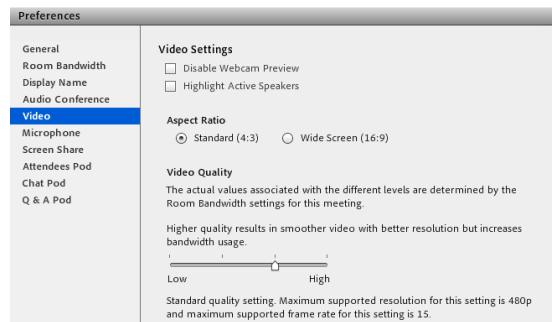 Preferences
General
Room Bandwidth
Display Name
Audio Conference
Video
Microphone
Screen Share
Attendees Pod
Chat Pod
Q & A Pod
Video Settings
Disable Webcam Preview
Highlight Active Speakers
Aspect Ratio
Standard (4:3) Wide Screen (16:9)
Video Quality
The actual values associated with the different levels are determined by the
Room Bandwidth settings for this meeting.
Higher quality results in smoother video with better resolution but increases
bandwidth usage.
Low High
Standard quality setting. Maximum supported resolution for this setting is 480p
and maximum supported frame rate for this setting is 15.